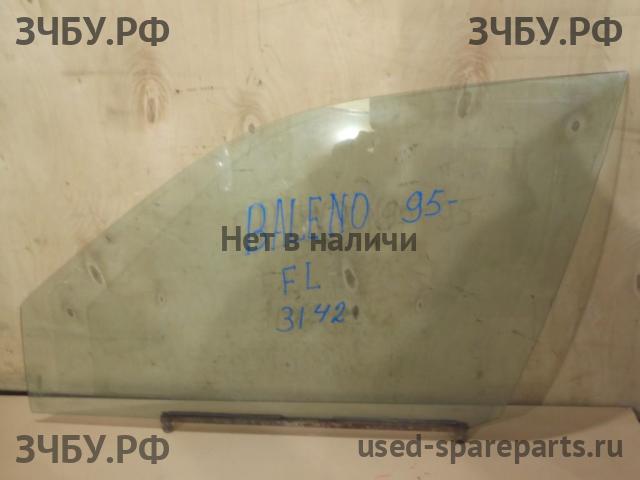 ЗЧБУ.РФ ЗЧБУ.РФ
BALENO 95-
Нет в наличи
FL
3142
ЗЧБУ.РФ used-spareparts.ru